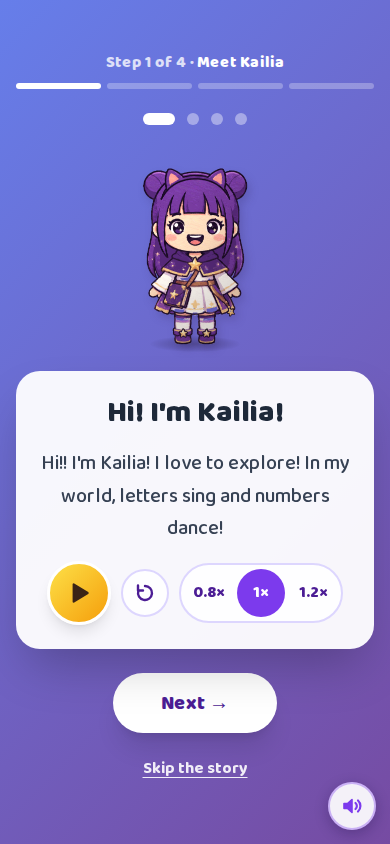 Step 1 of 4 · Meet Kailia
Hi! I'm Kailia!
Hi!! I'm Kailia! I love to explore! In my
world, letters sing and numbers
dance!
0.8× 1× 1.2×
Next →
Skip the story